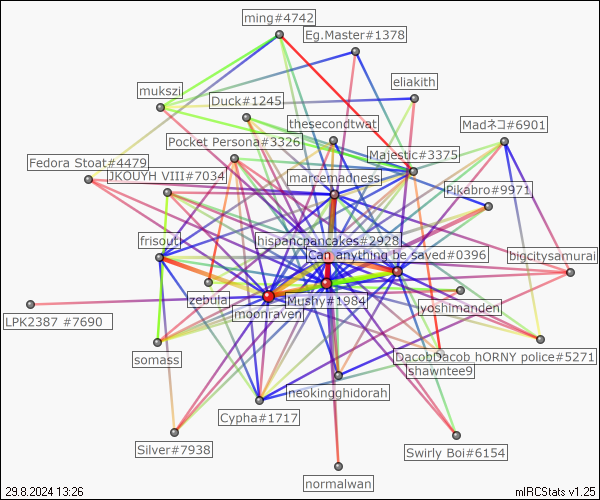 ming#4742
Eg.Master#1378
eliakith
mukszi
Duck#1245
thesecondtwat
Madネコ#6901
Pocket Persona#3326
Majestic#3375
Fedora Stoat#4479
JKOUYH VIII#7034
marcemadness
Pikabro#9971
frisout
hispancpancakes#2928
Can anything be saved#0396
bigcitysamurai
zebula
Mushy#1984
yoshimanden
LPK2387 #7690
moonraven
somass
DacobDacob hORNY police#5271
shawntee9
neokingghidorah
Cypha#1717
Silver#7938
Swirly Boi#6154
normalwan
29.8.2024 13:26
mIRCStats v1.25